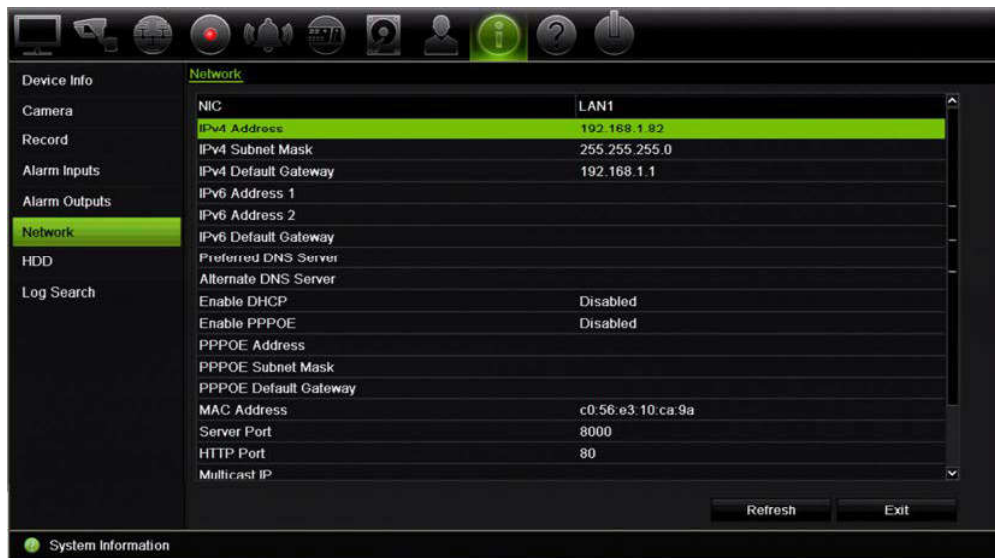 Device Info
Camera
Record
Alarm Inputs
Alarm Outputs
Network
HDD
Log Search
Network
NIC LAN1
IPv4 Address 192.168.1.82
IPv4 Subnet Mask 255.255.255.0
IPv4 Default Gateway 192.168.1.1
IPv6 Address 1
IPv6 Address 2
IPv6 Default Gateway
Preferred DNS Server
Alternate DNS Server
Enable DHCP Disabled
Enable PPPOE Disabled
PPPOE Address
PPPOE Subnet Mask
PPPOE Default Gateway
MAC Address c0:56:e3:10:ca:9a
Server Port 8000
HTTP Port 80
Multicast IP
Refresh Exit
System Information